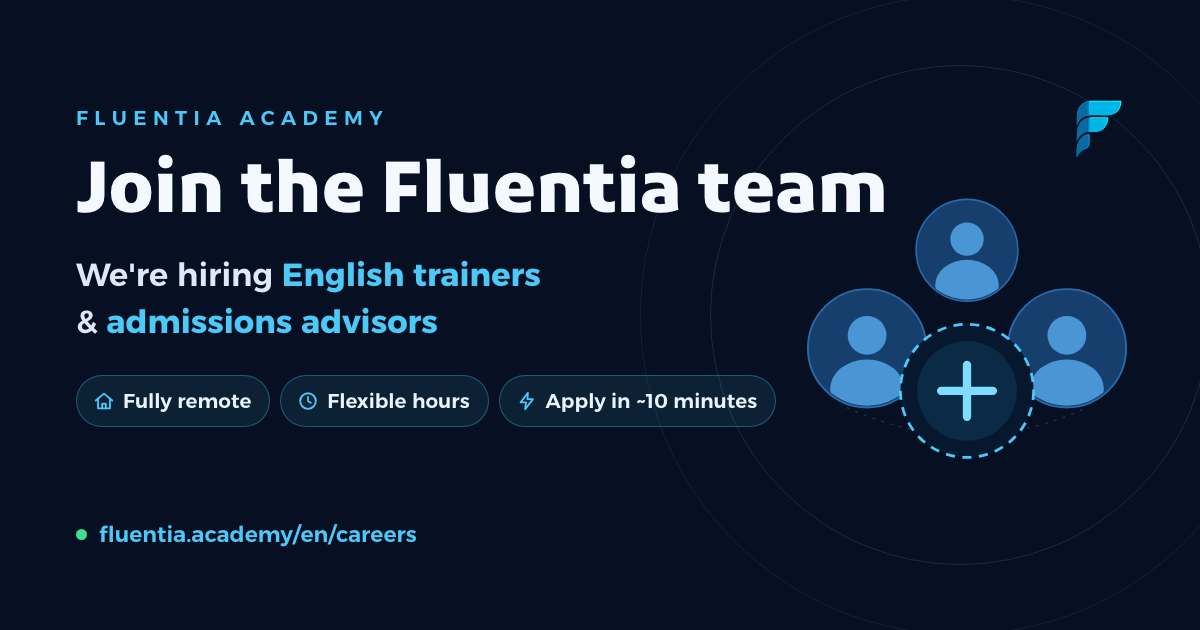 FLUENTIA ACADEMY
Join the Fluentia team
We're hiring English trainers
& admissions advisors
Fully remote
Flexible hours
Apply in ~10 minutes
fluentia.academy/en/careers